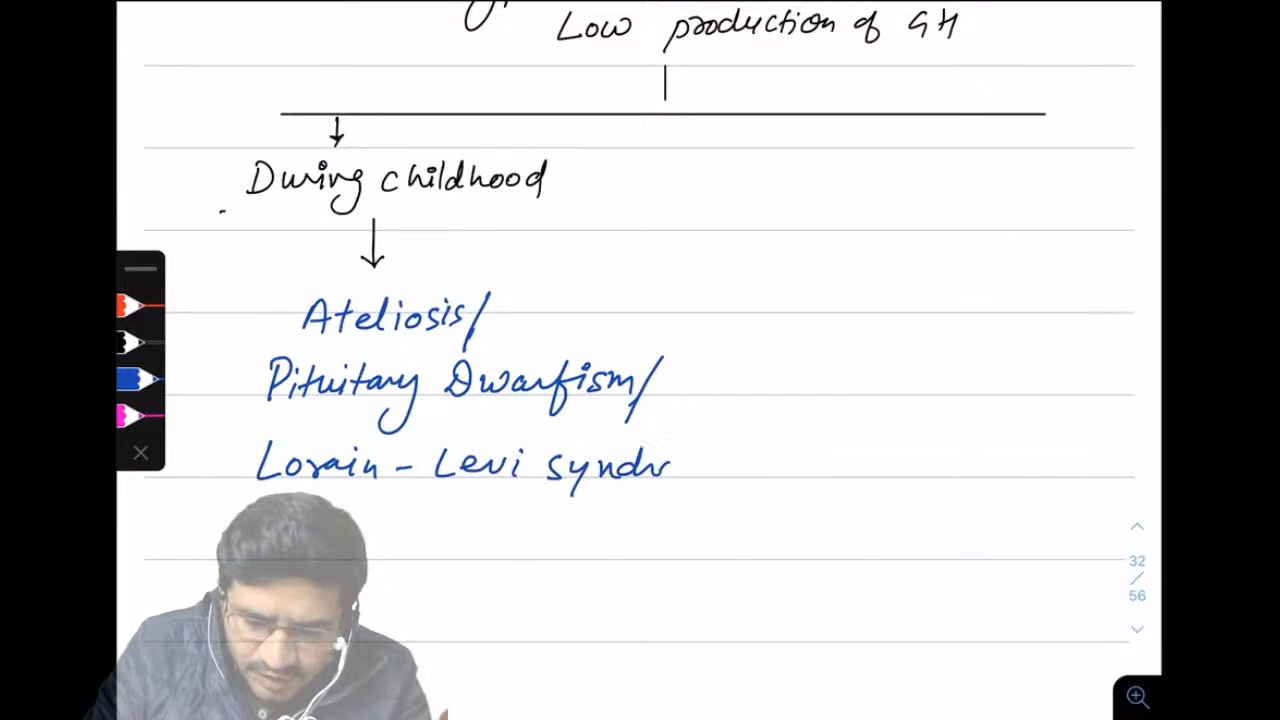 Low production of GH
During childhood
Ateliosis/
Pituitary Dwarfism/
Lorain - Levi syndr
32
/
56